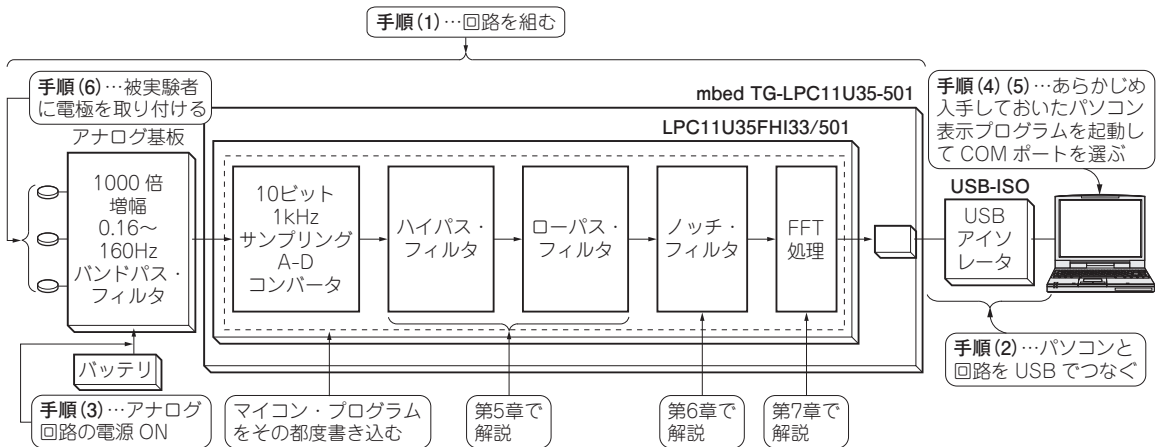 手順(1)…回路を組む
手順(6)…被実験者
に電極を取り付ける
アナログ基板
1000 倍
増幅
0.16～
160Hz
バンドパス・
フィルタ
バッテリ
手順(3)…アナログ
回路の電源 ON
mbed TG-LPC11U35-501
LPC11U35FHI33/501
10ビット
1kHz
サンプリング
A-D
コンバータ
ハイパス・
フィルタ
ローパス・
フィルタ
ノッチ・
フィルタ
FFT
処理
マイコン・プログラム
をその都度書き込む
第5章で
解説
第6章で
解説
第7章で
解説
手順(4) (5)…あらかじめ
入手しておいたパソコン
表示プログラムを起動し
て COM ポートを選ぶ
USB-ISO
USB
アイソ
レータ
手順(2)…パソコンと
回路を USB でつなぐ